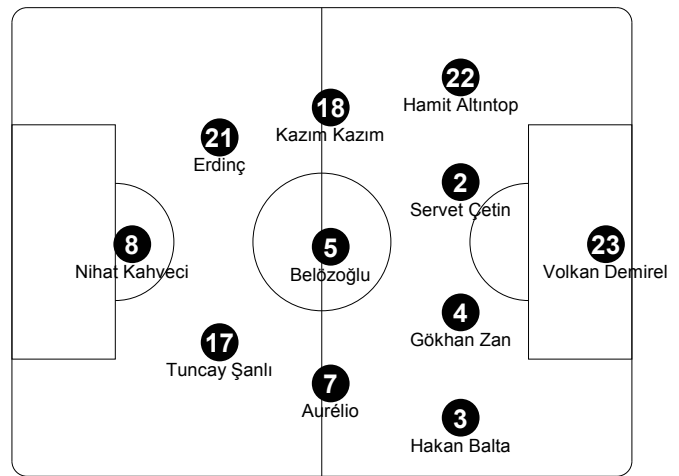 22
Hamit Altıntop
18
Kazım Kazım
21
Erdinç
2
Servet Çetin
8
Nihat Kahveci
5
Belözoğlu
23
Volkan Demirel
4
Gökhan Zan
17
Tuncay Şanlı
7
Aurélio
3
Hakan Balta